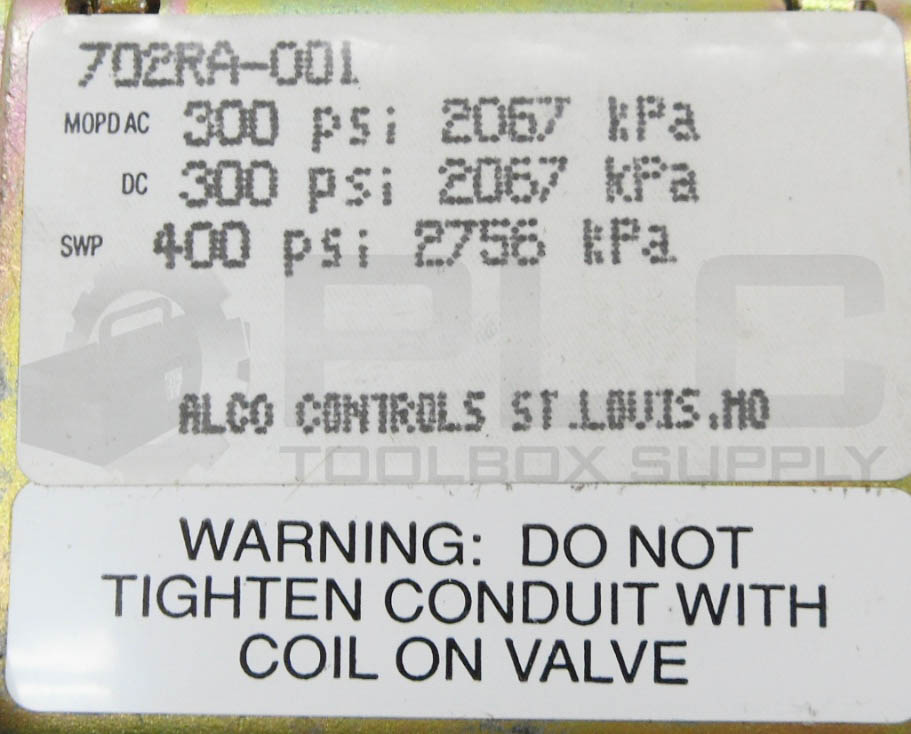 702RA-001
MOPD AC 300 psi 2067 kPa
DC 300 psi 2067 kPa
SWP 400 psi 2756 kPa
PLC
ALCO CONTROLS ST.LOUIS,MO
TOOLBOX SUPPLY
WARNING: DO NOT
TIGHTEN CONDUIT WITH
COIL ON VALVE